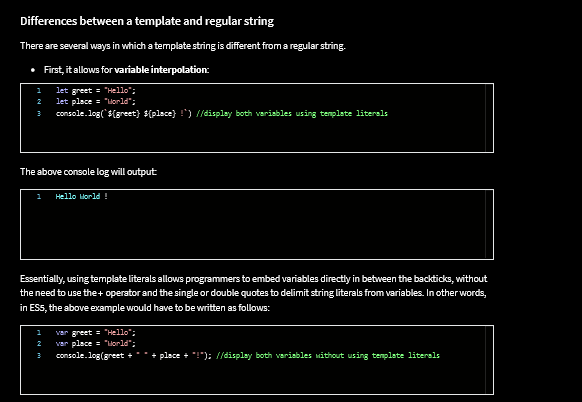 Differences between a template and regular string
There are several ways in which a template string is different from a regular string.
• First, it allows for variable interpolation:
1 let greet = "Hello";
2 let place = "World";
3 console.log(`${greet} ${place} !`) //display both variables using template literals
The above console log will output:
1 Hello World !
Essentially, using template literals allows programmers to embed variables directly in between the backticks, without
the need to use the + operator and the single or double quotes to delimit string literals from variables. In other words,
in ES5, the above example would have to be written as follows:
1 var greet = "Hello";
2 var place = "World";
3 console.log(greet + " " + place + "!"); //display both variables without using template literals